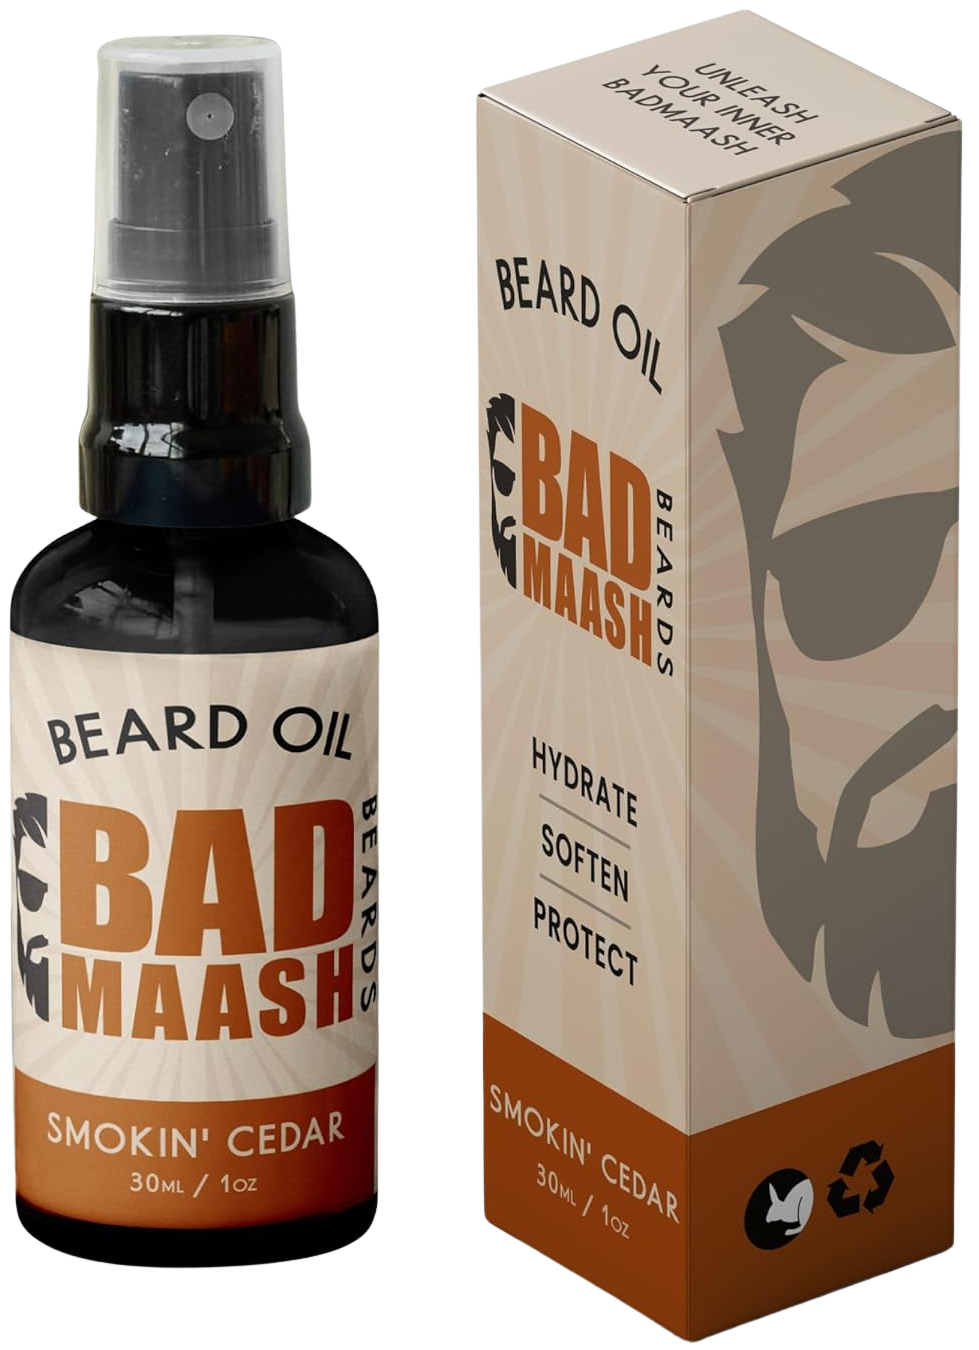 BEARD OIL
BAD
MAASH
BEARDS
SMOKIN' CEDAR
30ML / 1OZ
UNLEASH
YOUR INNER
BADMAASH
BEARD OIL
BAD
MAASH
BEARDS
HYDRATE
SOFTEN
PROTECT
SMOKIN' CEDAR
30ML / 1OZ